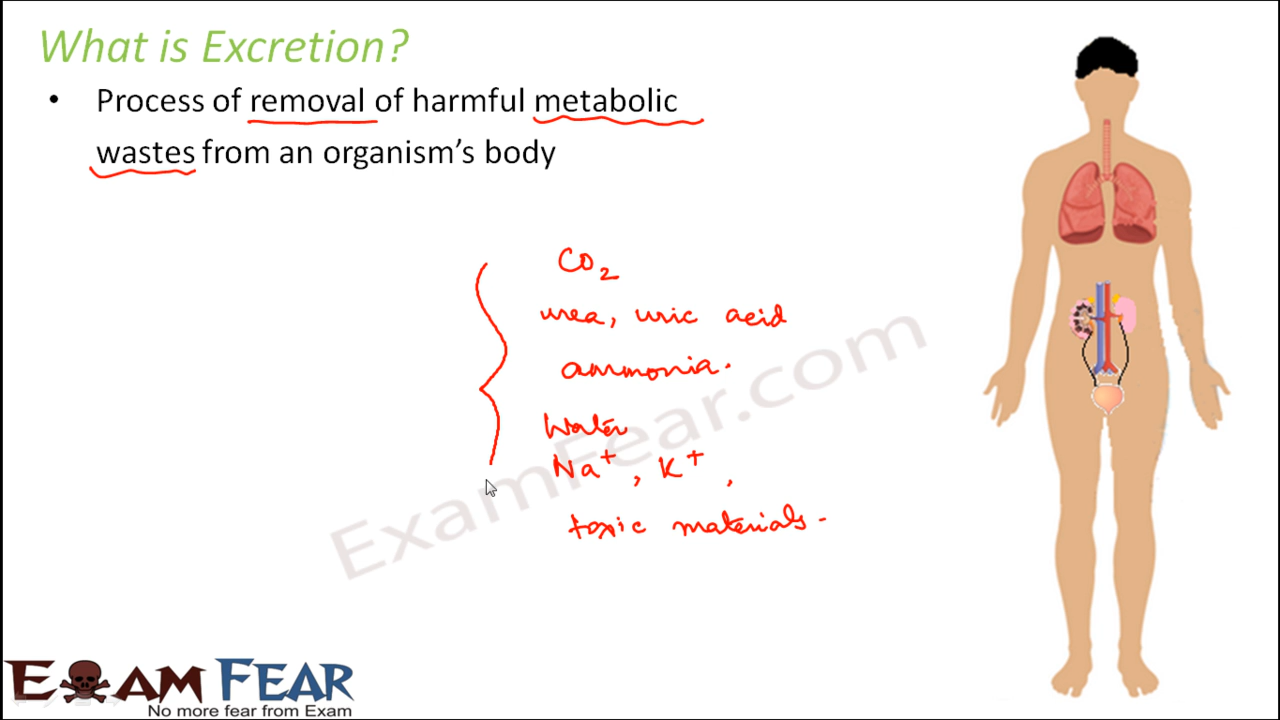 What is Excretion?
• Process of removal of harmful metabolic
wastes from an organism's body
CO2
urea, uric acid
ammonia.
Water
Na+, K+,
toxic materials.
ExamFear.com
EXAM FEAR
No more fear from Exam